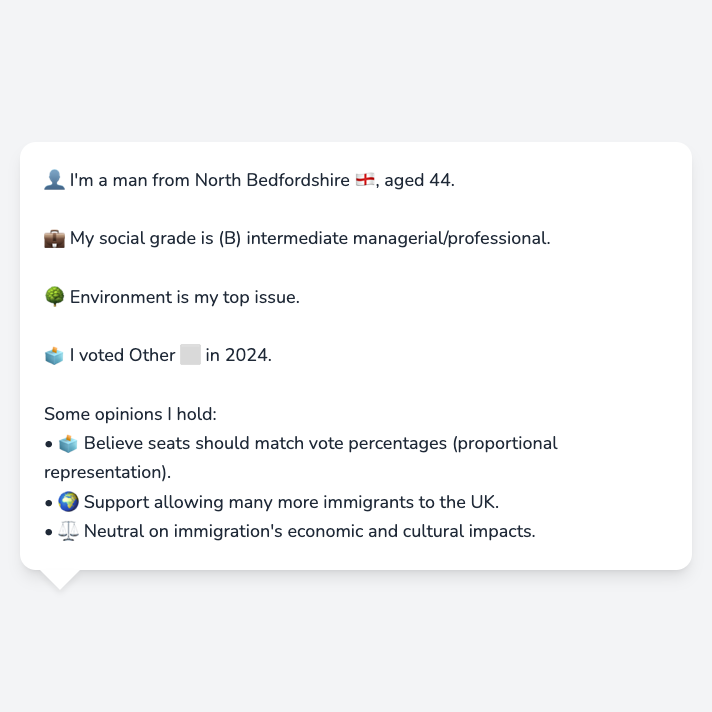 👤 I'm a man from North Bedfordshire 🏴󠁧󠁢󠁥󠁮󠁧󠁿, aged 44.
💼 My social grade is (B) intermediate managerial/professional.
🌳 Environment is my top issue.
🗳️ I voted Other ⬜ in 2024.
Some opinions I hold:
• 🗳️ Believe seats should match vote percentages (proportional
representation).
• 🌍 Support allowing many more immigrants to the UK.
• ⚖️ Neutral on immigration's economic and cultural impacts.